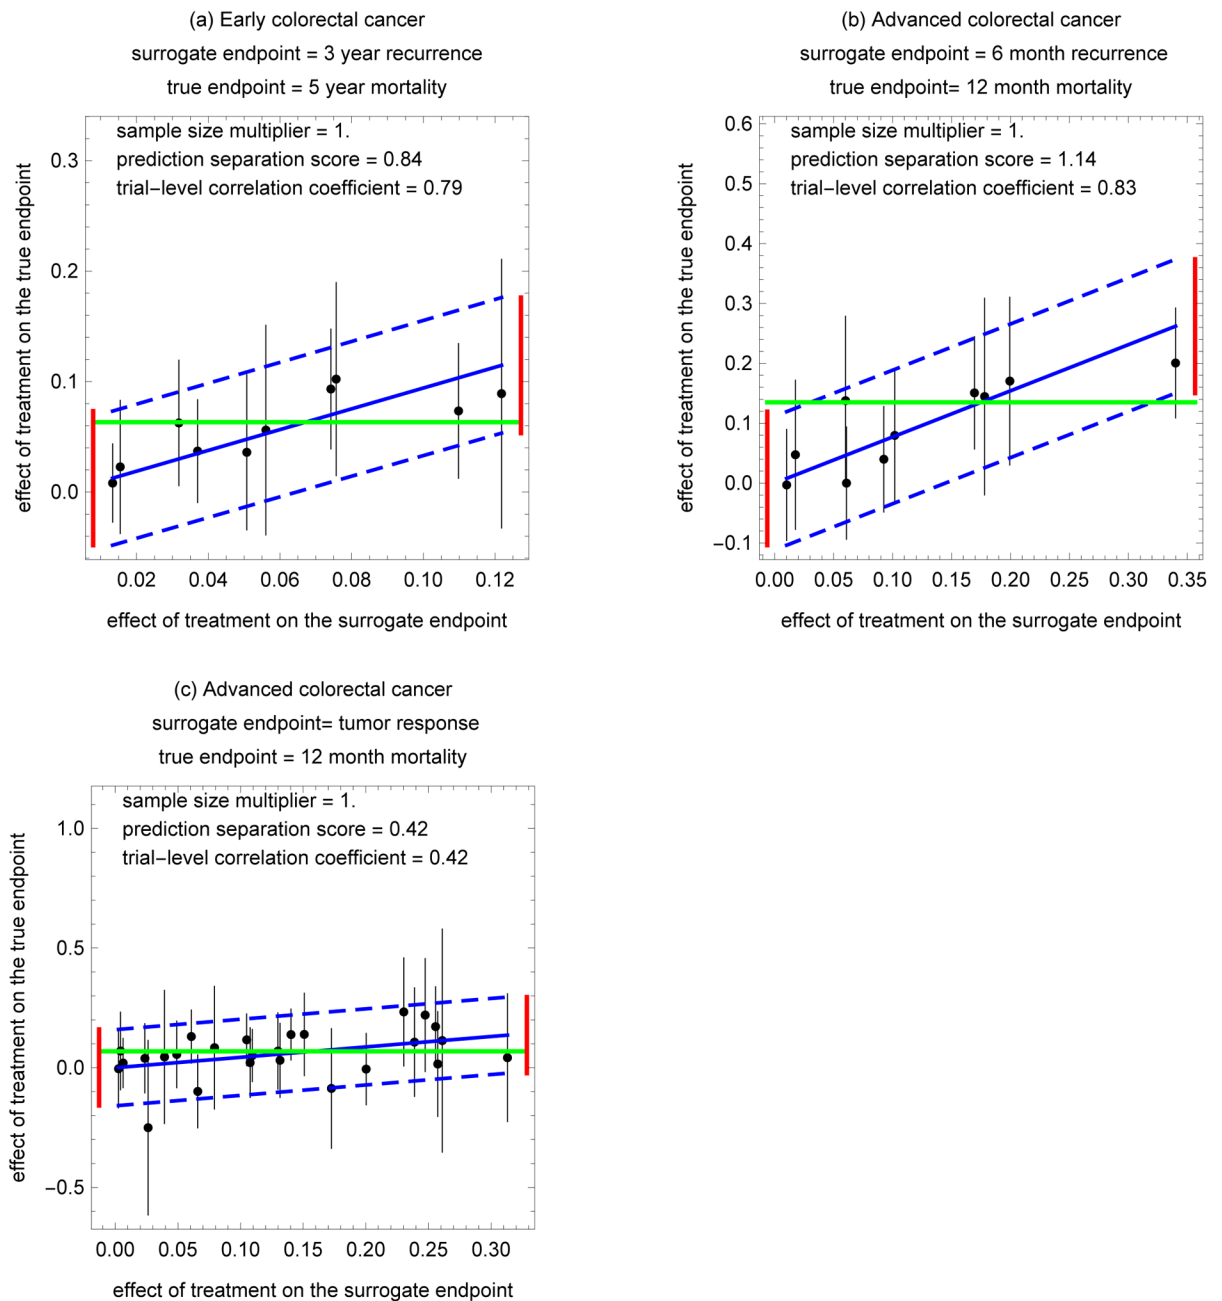 (a) Early colorectal cancer
surrogate endpoint = 3 year recurrence
true endpoint = 5 year mortality
sample size multiplier = 1.
prediction separation score = 0.84
trial-level correlation coefficient = 0.79
effect of treatment on the true endpoint
0.3
0.2
0.1
0.0
0.02 0.04 0.06 0.08 0.10 0.12
effect of treatment on the surrogate endpoint
(b) Advanced colorectal cancer
surrogate endpoint = 6 month recurrence
true endpoint= 12 month mortality
sample size multiplier = 1.
prediction separation score = 1.14
trial-level correlation coefficient = 0.83
effect of treatment on the true endpoint
0.6
0.5
0.4
0.3
0.2
0.1
0.0
-0.1
0.00 0.05 0.10 0.15 0.20 0.25 0.30 0.35
effect of treatment on the surrogate endpoint
(c) Advanced colorectal cancer
surrogate endpoint= tumor response
true endpoint = 12 month mortality
sample size multiplier = 1.
prediction separation score = 0.42
trial-level correlation coefficient = 0.42
effect of treatment on the true endpoint
1.0
0.5
0.0
-0.5
0.00 0.05 0.10 0.15 0.20 0.25 0.30
effect of treatment on the surrogate endpoint